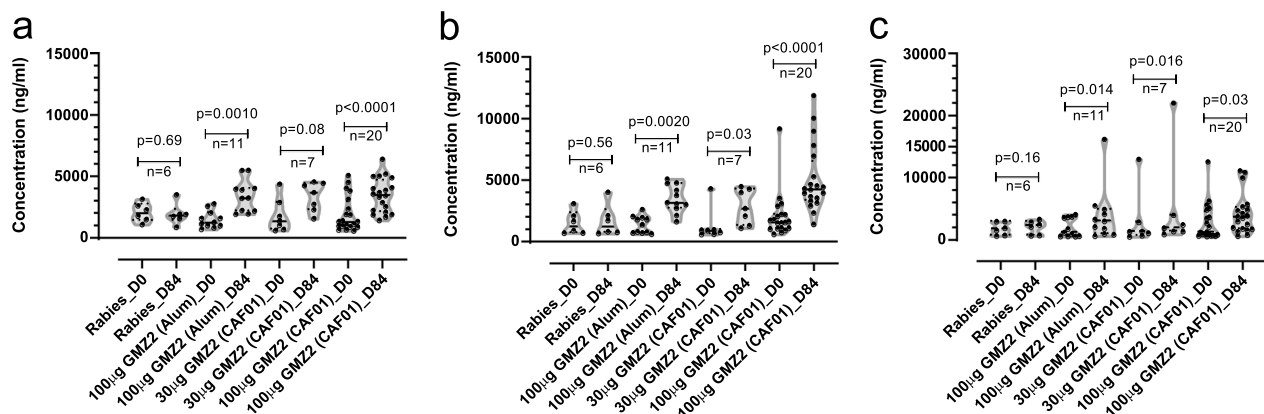 a
Concentration (ng/ml)
15000
10000
5000
0
p=0.69
n=6
p=0.0010
n=11
p=0.08
n=7
p<0.0001
n=20
Rabies_D0
Rabies_D84
100µg GMZ2 (Alum)_D0
100µg GMZ2 (Alum)_D84
30µg GMZ2 (CAF01)_D0
30µg GMZ2 (CAF01)_D84
100µg GMZ2 (CAF01)_D0
100µg GMZ2 (CAF01)_D84
b
Concentration (ng/ml)
15000
10000
5000
0
p=0.56
n=6
p=0.0020
n=11
p=0.03
n=7
p<0.0001
n=20
Rabies_D0
Rabies_D84
100µg GMZ2 (Alum)_D0
100µg GMZ2 (Alum)_D84
30µg GMZ2 (CAF01)_D0
30µg GMZ2 (CAF01)_D84
100µg GMZ2 (CAF01)_D0
100µg GMZ2 (CAF01)_D84
c
Concentration (ng/ml)
30000
20000
10000
0
p=0.16
n=6
p=0.014
n=11
p=0.016
n=7
p=0.03
n=20
Rabies_D0
Rabies_D84
100µg GMZ2 (Alum)_D0
100µg GMZ2 (Alum)_D84
30µg GMZ2 (CAF01)_D0
30µg GMZ2 (CAF01)_D84
100µg GMZ2 (CAF01)_D0
100µg GMZ2 (CAF01)_D84